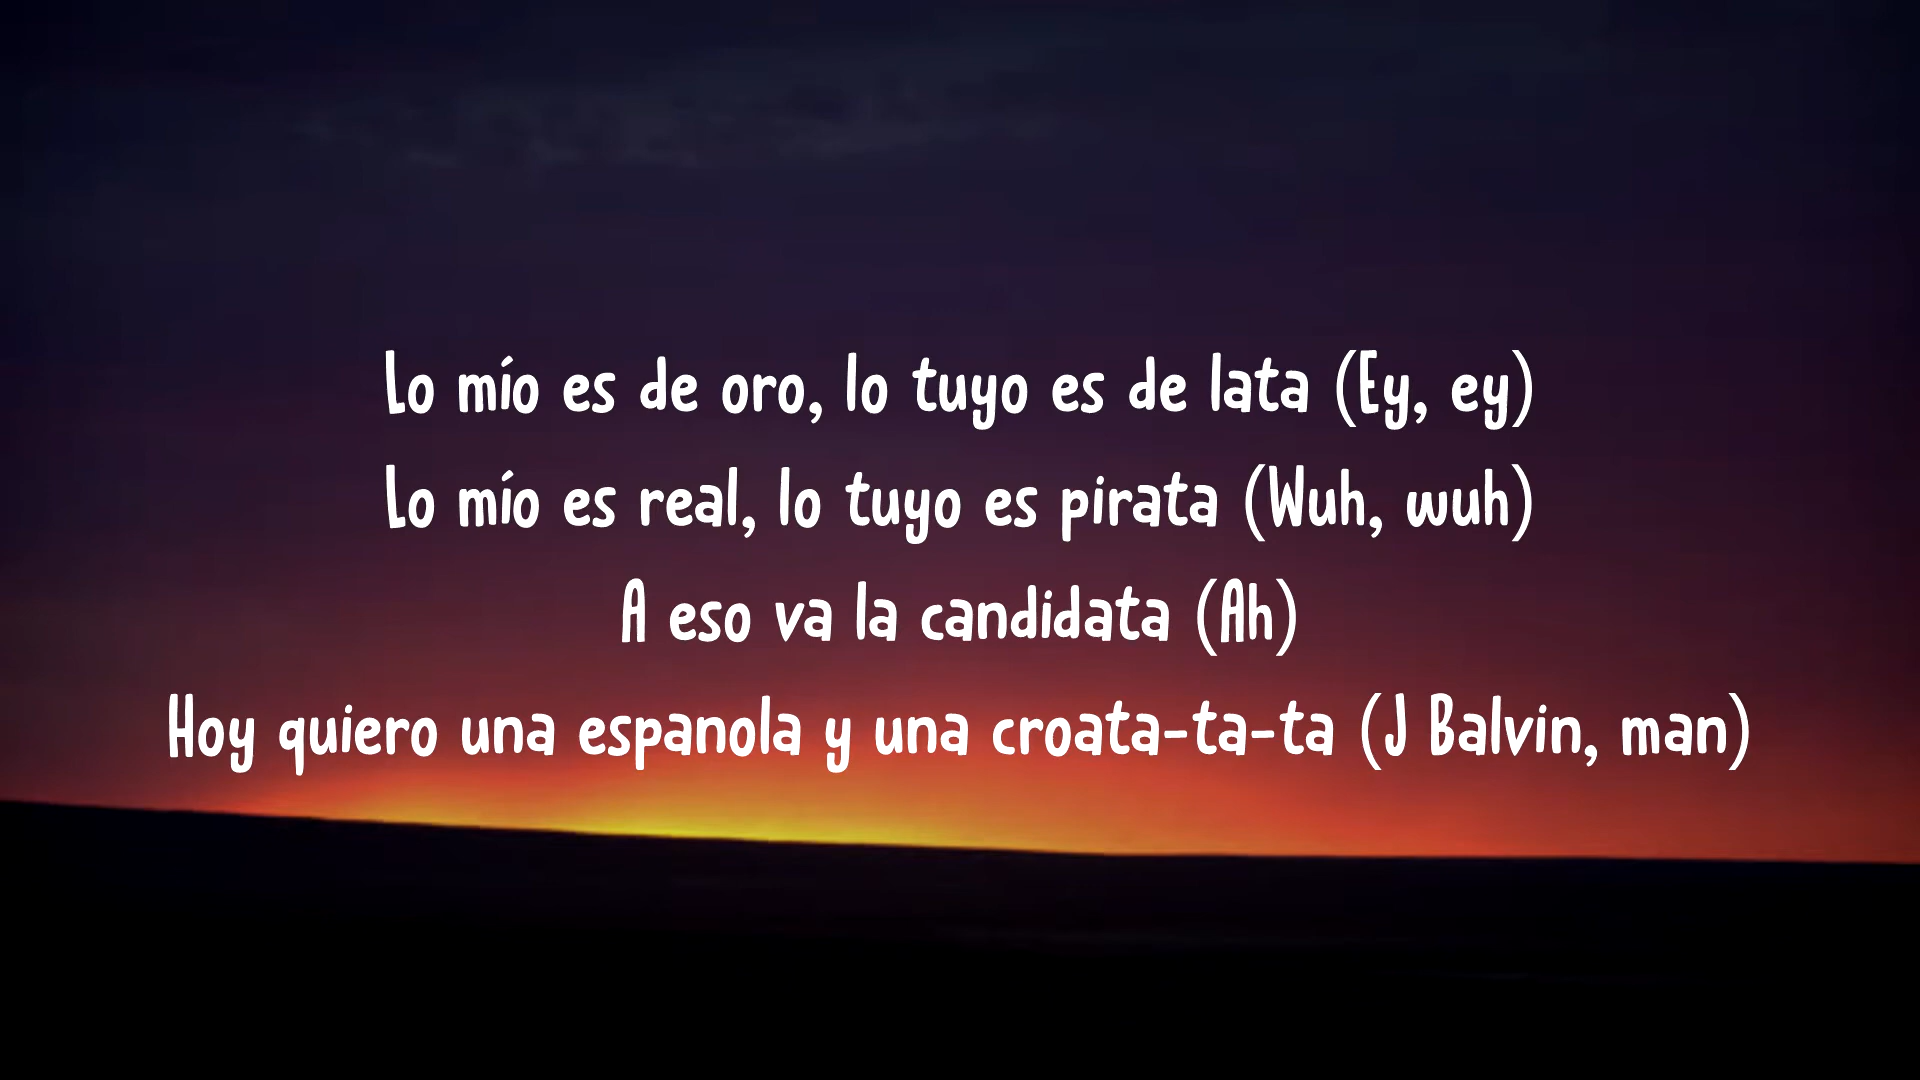 Lo mío es de oro, lo tuyo es de lata (Ey, ey)
Lo mío es real, lo tuyo es pirata (Wuh, wuh)
A eso va la candidata (Ah)
Hoy quiero una espanola y una croata-ta-ta (J Balvin, man)